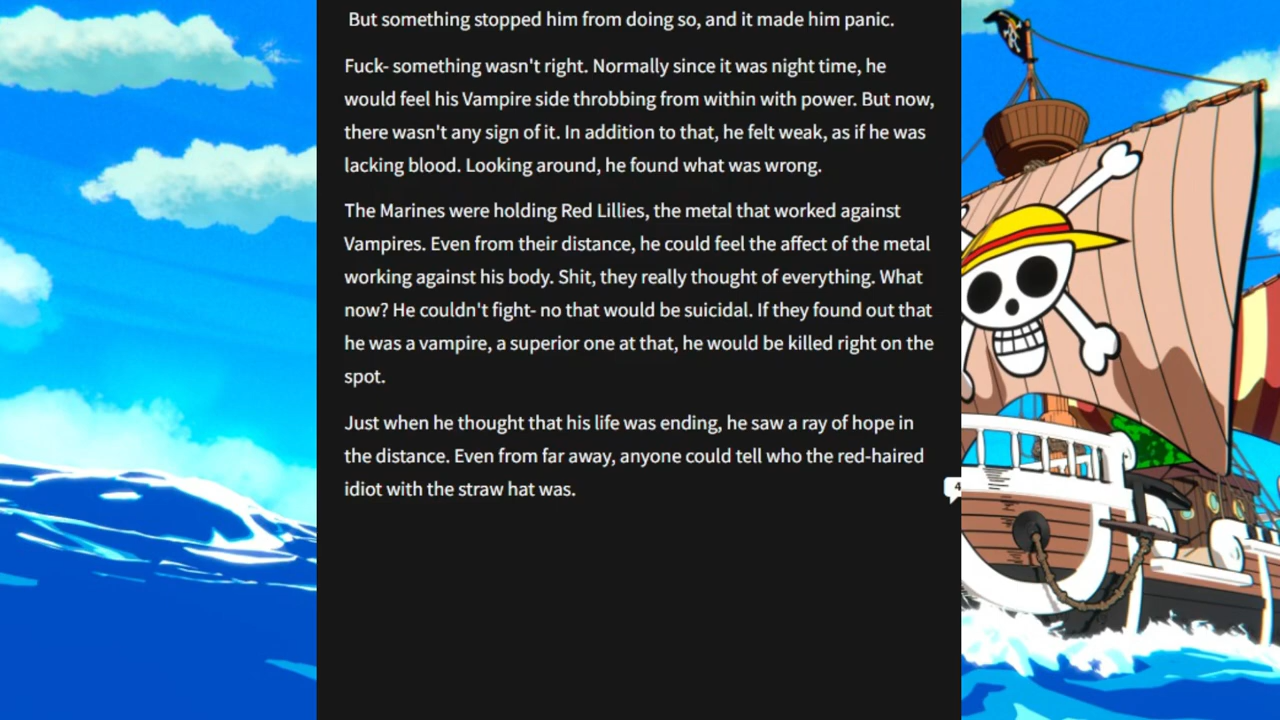 But something stopped him from doing so, and it made him panic.
Fuck- something wasn't right. Normally since it was night time, he
would feel his Vampire side throbbing from within with power. But now,
there wasn't any sign of it. In addition to that, he felt weak, as if he was
lacking blood. Looking around, he found what was wrong.
The Marines were holding Red Lillies, the metal that worked against
Vampires. Even from their distance, he could feel the affect of the metal
working against his body. Shit, they really thought of everything. What
now? He couldn't fight- no that would be suicidal. If they found out that
he was a vampire, a superior one at that, he would be killed right on the
spot.
Just when he thought that his life was ending, he saw a ray of hope in
the distance. Even from far away, anyone could tell who the red-haired
idiot with the straw hat was.
4